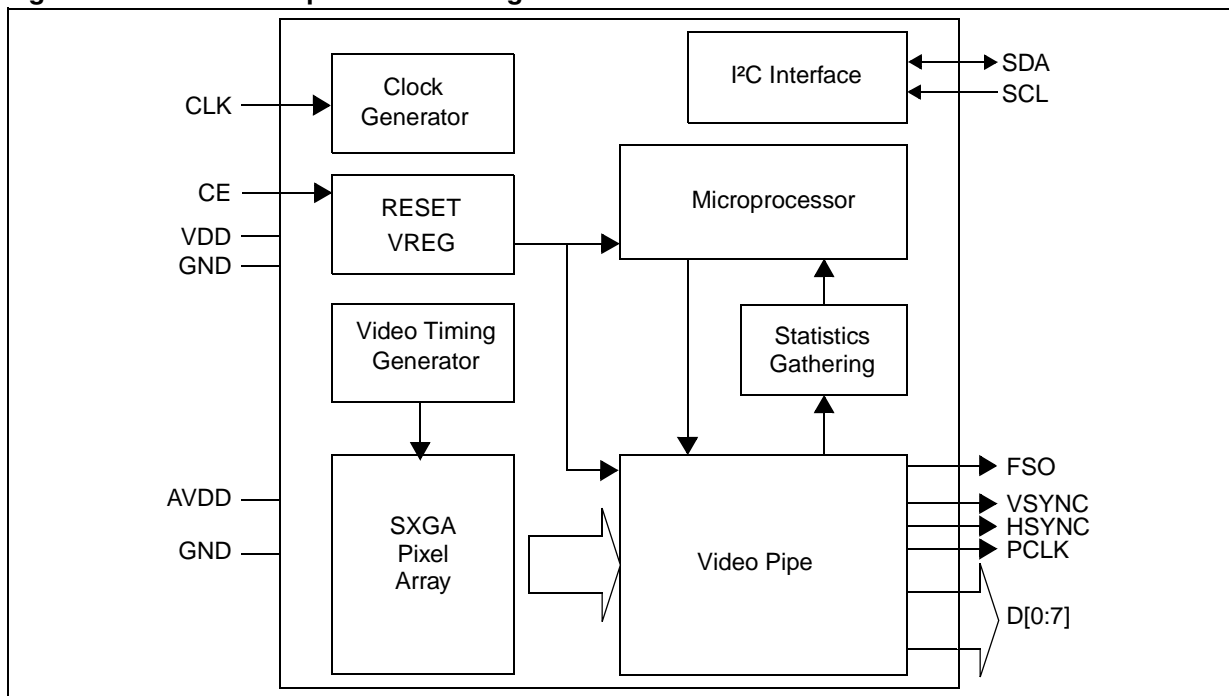 I²C Interface
SDA
SCL
Clock
Generator
CLK
CE
RESET
VREG
Microprocessor
VDD
GND
Video Timing
Generator
Statistics
Gathering
AVDD
GND
SXGA
Pixel
Array
Video Pipe
FSO
VSYNC
HSYNC
PCLK
D[0:7]